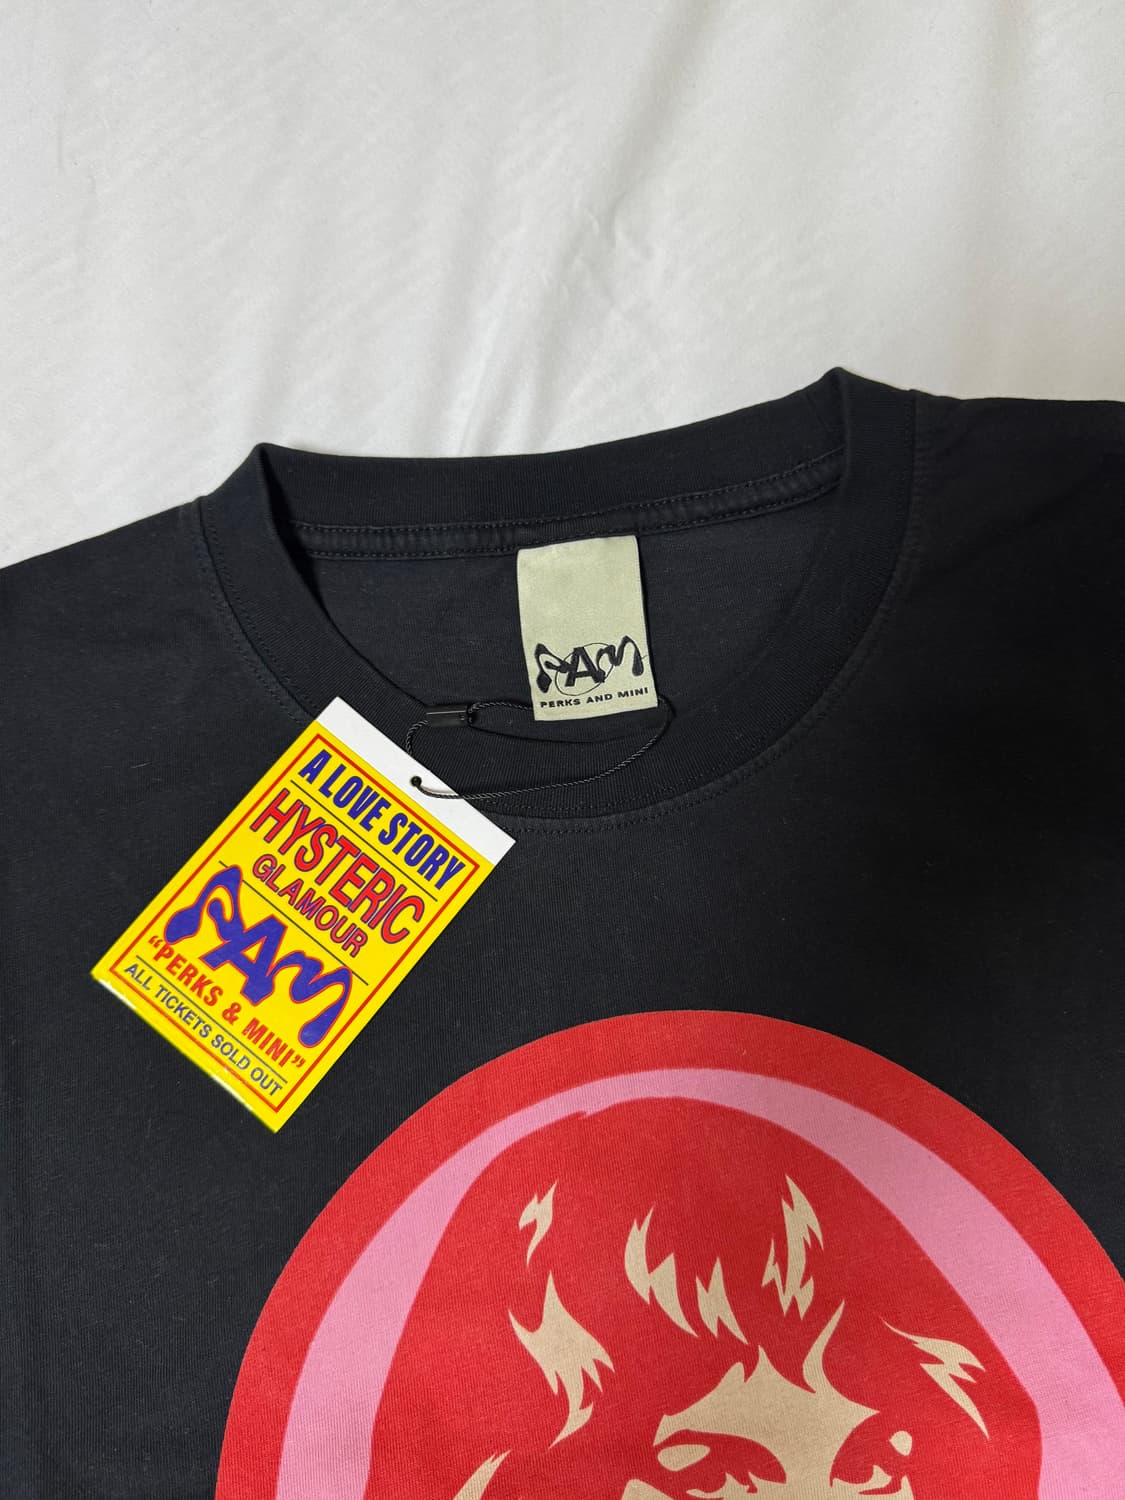 PAM
PERKS AND MINI
A LOVE STORY
HYSTERIC
GLAMOUR
PAM
“PERKS & MINI”
ALL TICKETS SOLD OUT